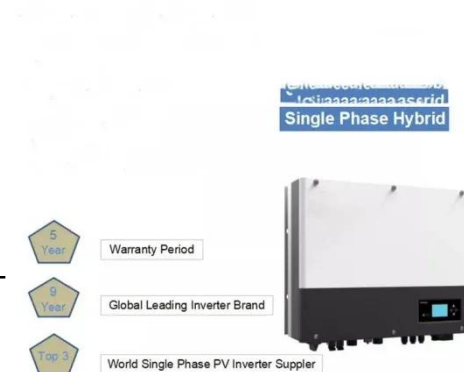 Single Phase Hybrid
5
Year
Warranty Period
9
Year
Global Leading Inverter Brand
Top 3
World Single Phase PV Inverter Suppler